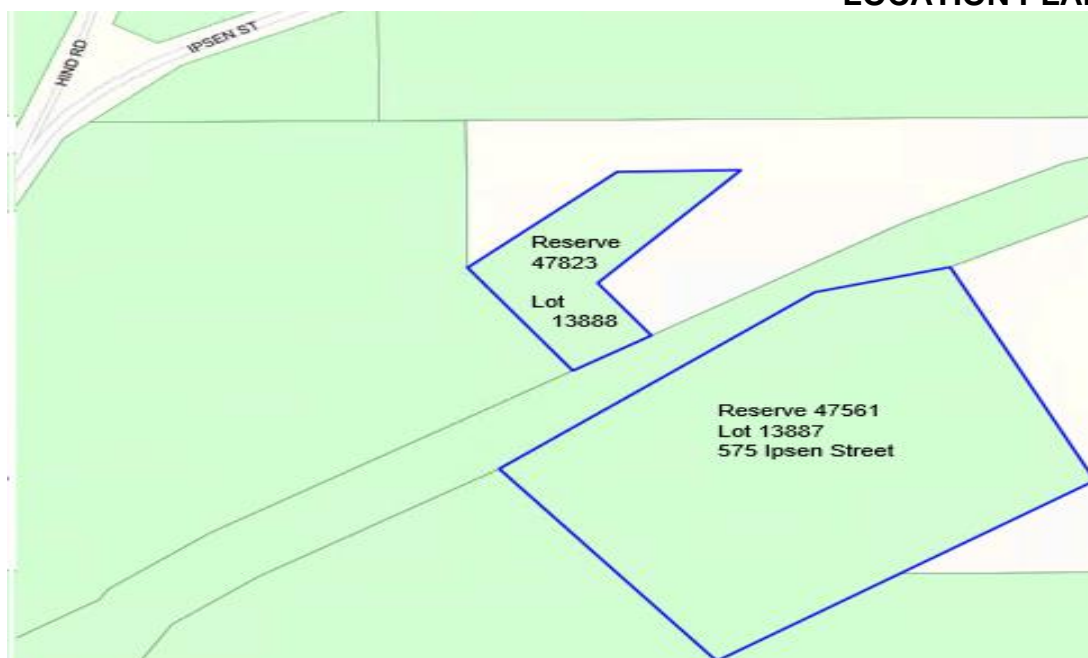 IPSEN ST
HIND RD
Reserve
47823
Lot
13888
Reserve 47561
Lot 13887
575 Ipsen Street